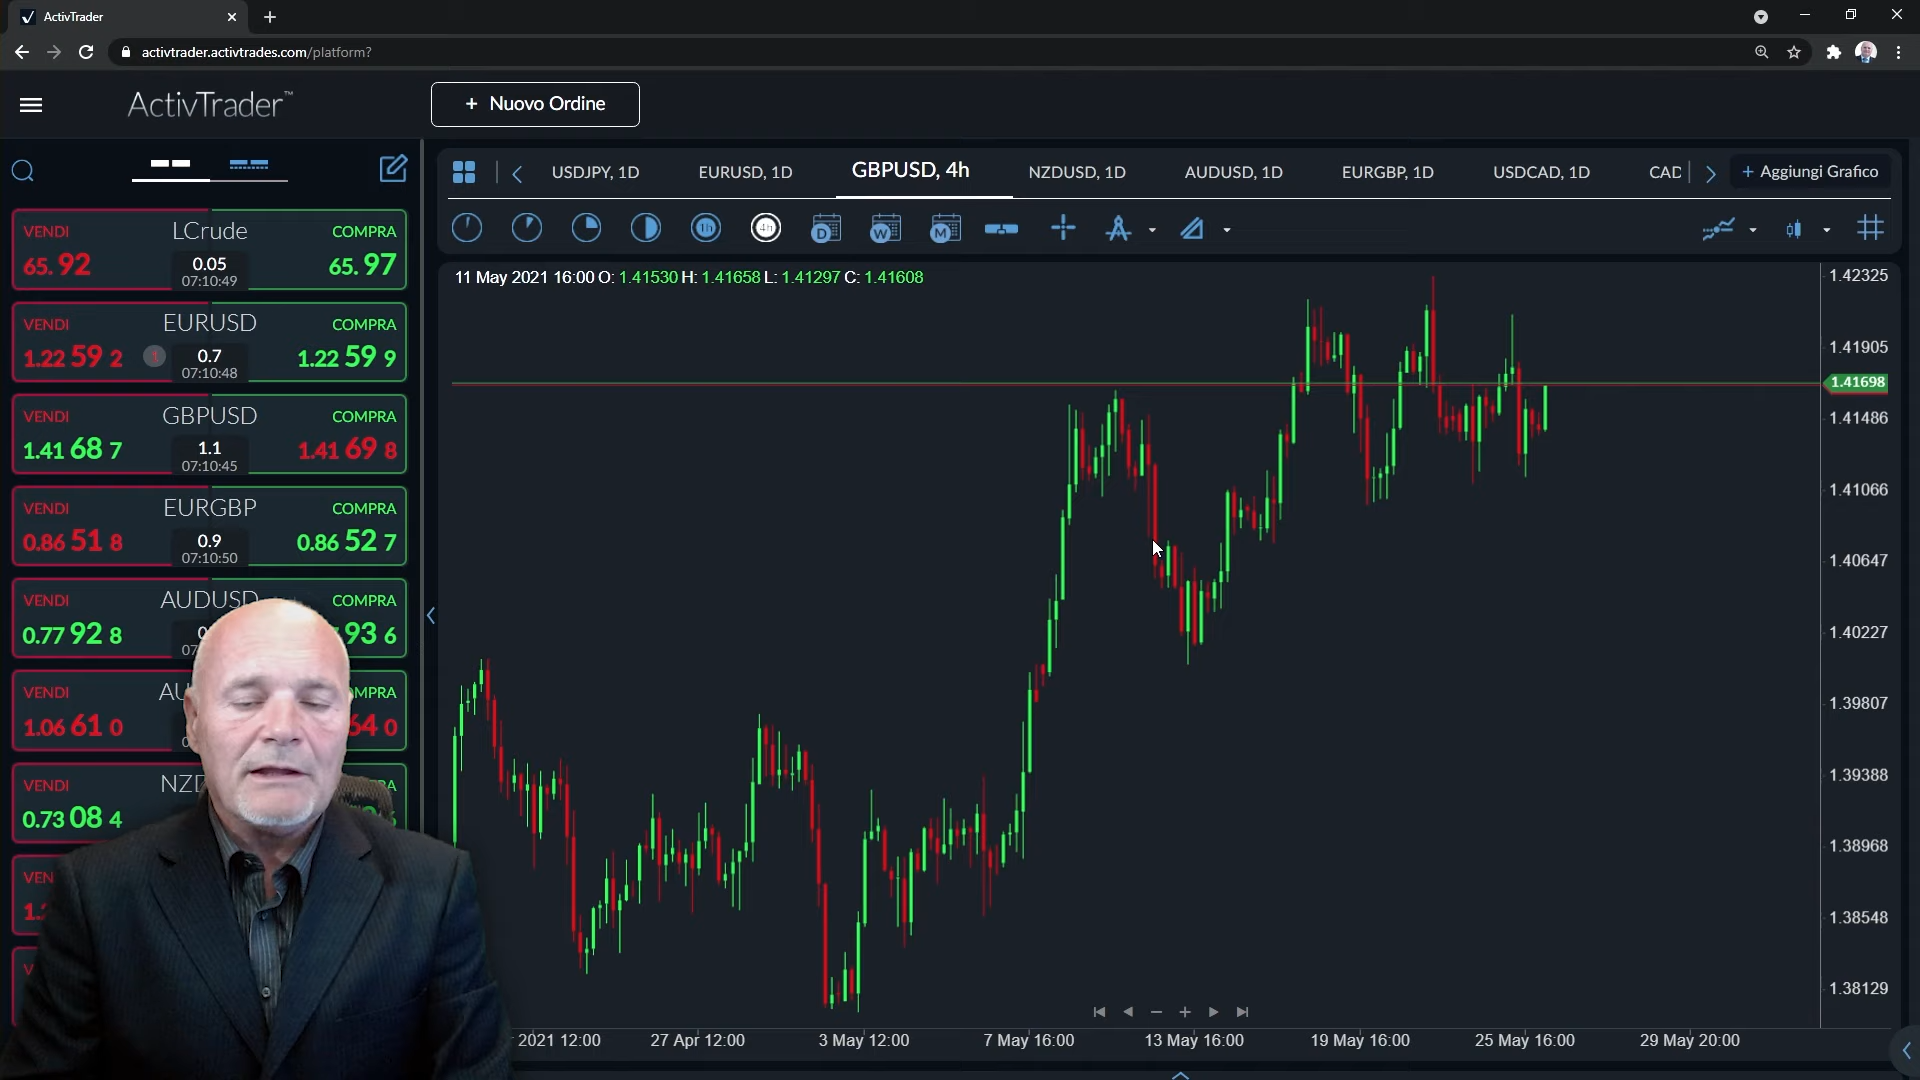 ActivTrader
activtrader.activtrades.com/platform?
ActivTrader™
+ Nuovo Ordine
USDJPY, 1D
EURUSD, 1D
GBPUSD, 4h
NZDUSD, 1D
AUDUSD, 1D
EURGBP, 1D
USDCAD, 1D
CAD
+ Aggiungi Grafico
1h
4h
D
W
M
11 May 2021 16:00 O: 1.41530 H: 1.41658 L: 1.41297 C: 1.41608
VENDI LCrude COMPRA
65.92 0.05 65.97
07:10:49
VENDI EURUSD COMPRA
1.22 59 2 0.7 1.22 59 9
07:10:48
VENDI GBPUSD COMPRA
1.41 68 7 1.1 1.41 69 8
07:10:45
VENDI EURGBP COMPRA
0.86 51 8 0.9 0.86 52 7
07:10:50
VENDI AUDUSD COMPRA
0.77 92 8 93 6
VENDI AU MPRA
1.06 61 0 64 0
VENDI NZD
0.73 08 4
VEN
1.42325
1.41905
1.41698
1.41486
1.41066
1.40647
1.40227
1.39807
1.39388
1.38968
1.38548
1.38129
2021 12:00
27 Apr 12:00
3 May 12:00
7 May 16:00
13 May 16:00
19 May 16:00
25 May 16:00
29 May 20:00